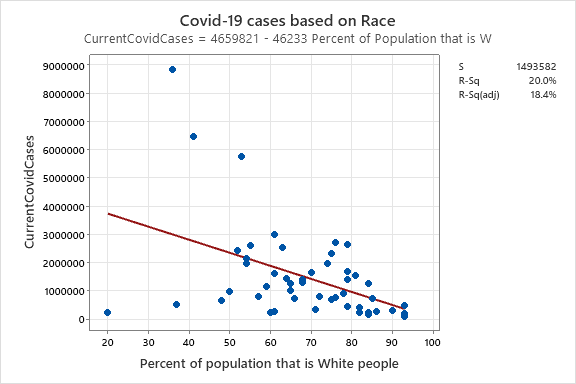 Covid-19 cases based on Race
CurrentCovidCases = 4659821 - 46233 Percent of Population that is W
S 1493582
R-Sq 20.0%
R-Sq(adj) 18.4%
CurrentCovidCases
9000000
8000000
7000000
6000000
5000000
4000000
3000000
2000000
1000000
0
20 30 40 50 60 70 80 90 100
Percent of population that is White people